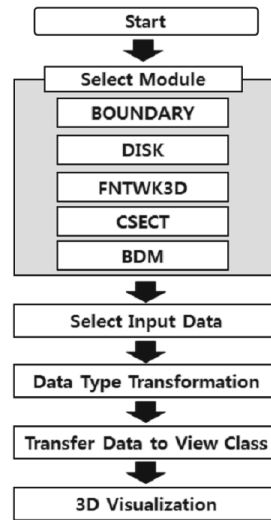 Start
Select Module
BOUNDARY
DISK
FNTWK3D
CSECT
BDM
Select Input Data
Data Type Transformation
Transfer Data to View Class
3D Visualization